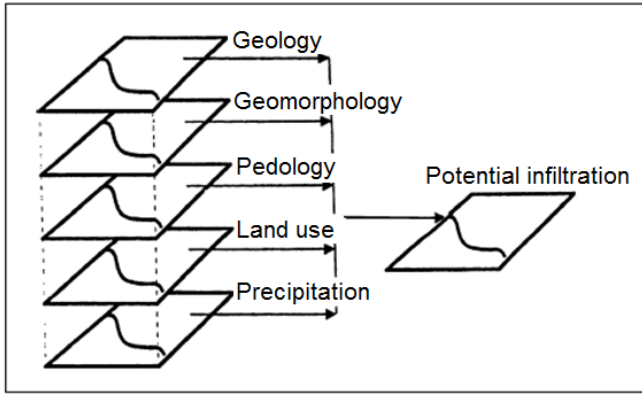 Geology
Geomorphology
Pedology
Potential infiltration
Land use
Precipitation